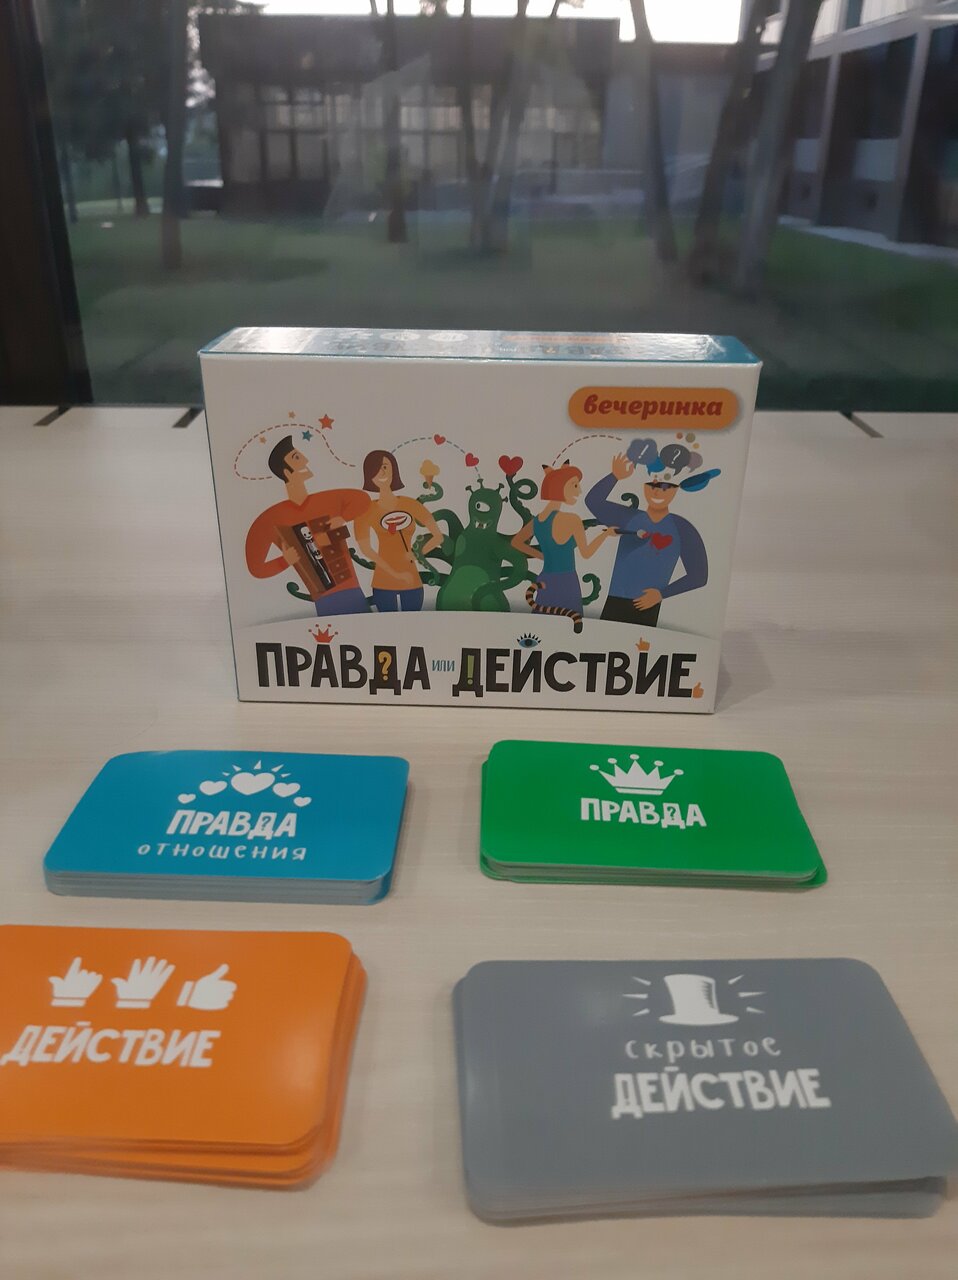 вечеринка
ПРАВДА или ДЕЙСТВИЕ
ПРАВДА
отношения
ПРАВДА
ДЕЙСТВИЕ
скрытое
ДЕЙСТВИЕ